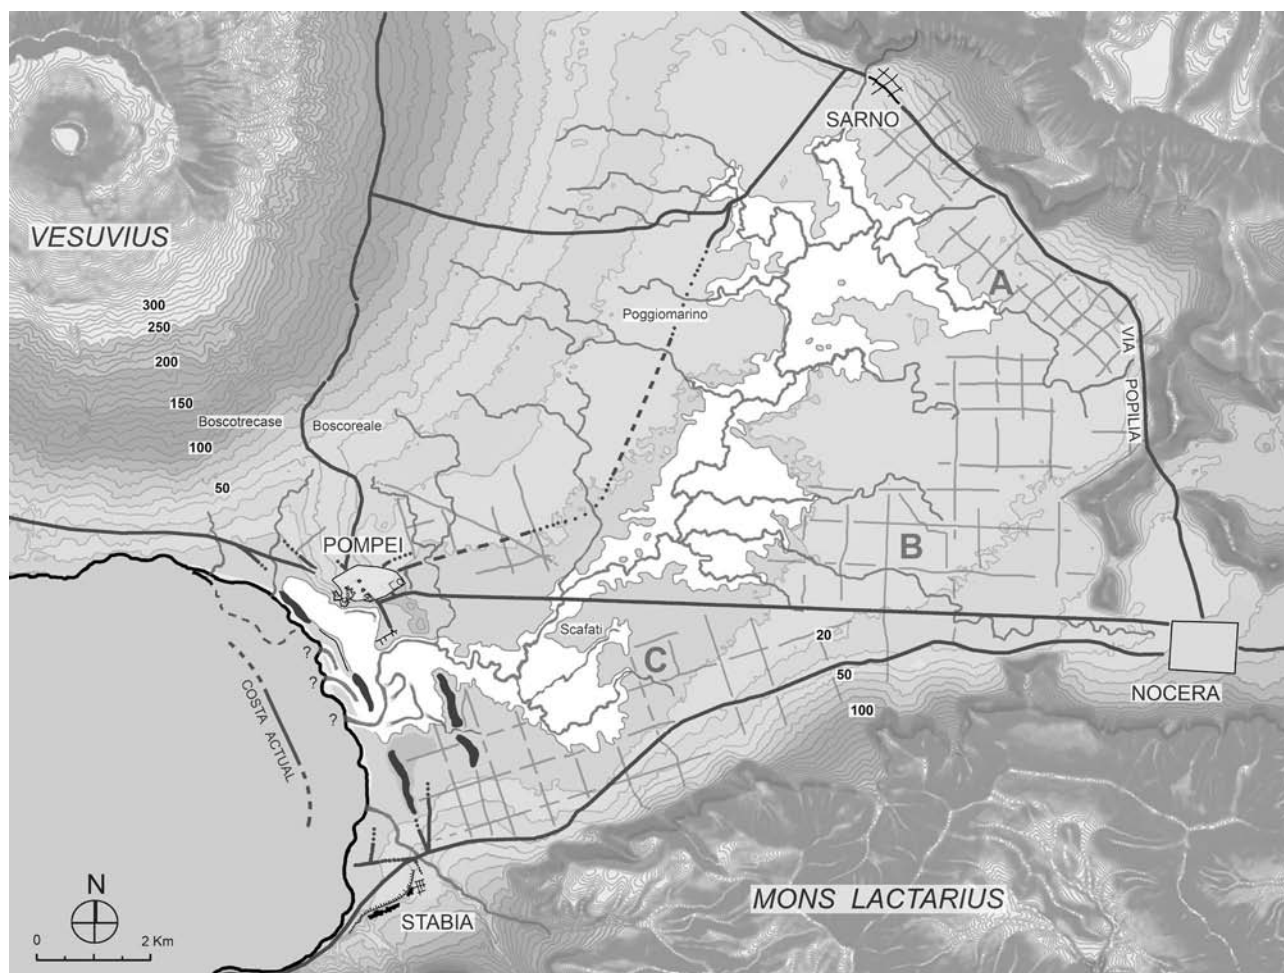 SARNO
VESUVIUS
A
300
Poggiomarino
250
VIA
200
POPILIA
150
Boscotrecase
Boscoreale
100
50
POMPEI
B
Scafati
20
C
?
50
?
NOCERA
100
?
COSTA ACTUAL
N
MONS LACTARIUS
STABIA
0
2 Km